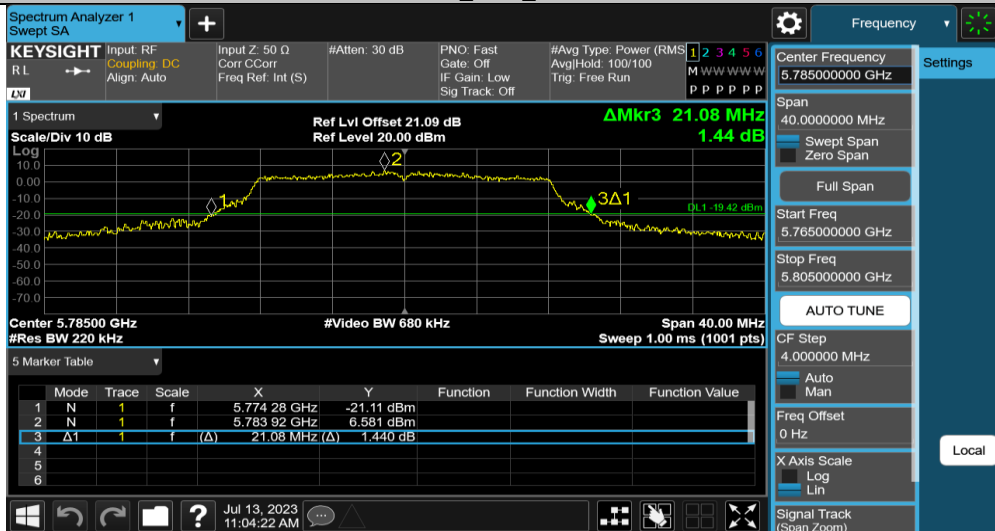 Spectrum Analyzer 1
Swept SA
Frequency
KEYSIGHT
R L
LXI
Input: RF
Coupling: DC
Align: Auto
Input Z: 50 Ω
Corr CCorr
Freq Ref: Int (S)
#Atten: 30 dB
PNO: Fast
Gate: Off
IF Gain: Low
Sig Track: Off
#Avg Type: Power (RMS
Avg|Hold: 100/100
Trig: Free Run
1 2 3 4 5 6
M W W W W W
P P P P P P
Center Frequency
5.785000000 GHz
Settings
Span
40.0000000 MHz
Swept Span
Zero Span
Full Span
Start Freq
5.765000000 GHz
Stop Freq
5.805000000 GHz
AUTO TUNE
CF Step
4.000000 MHz
Auto
Man
Freq Offset
0 Hz
X Axis Scale
Log
Lin
Signal Track
(Span Zoom)
Local
1 Spectrum
Scale/Div 10 dB
Ref Lvl Offset 21.09 dB
Ref Level 20.00 dBm
ΔMkr3 21.08 MHz
1.44 dB
Log
10.0
0.00
-10.0
-20.0
-30.0
-40.0
-50.0
-60.0
-70.0
1
2
3Δ1
DL1 -19.42 dBm
Center 5.78500 GHz
#Video BW 680 kHz
Span 40.00 MHz
#Res BW 220 kHz
Sweep 1.00 ms (1001 pts)
5 Marker Table
Mode Trace Scale X Y Function Function Width Function Value
1 N 1 f 5.774 28 GHz -21.11 dBm
2 N 1 f 5.783 92 GHz 6.581 dBm
3 Δ1 1 f (Δ) 21.08 MHz (Δ) 1.440 dB
4
5
6
?
Jul 13, 2023
11:04:22 AM